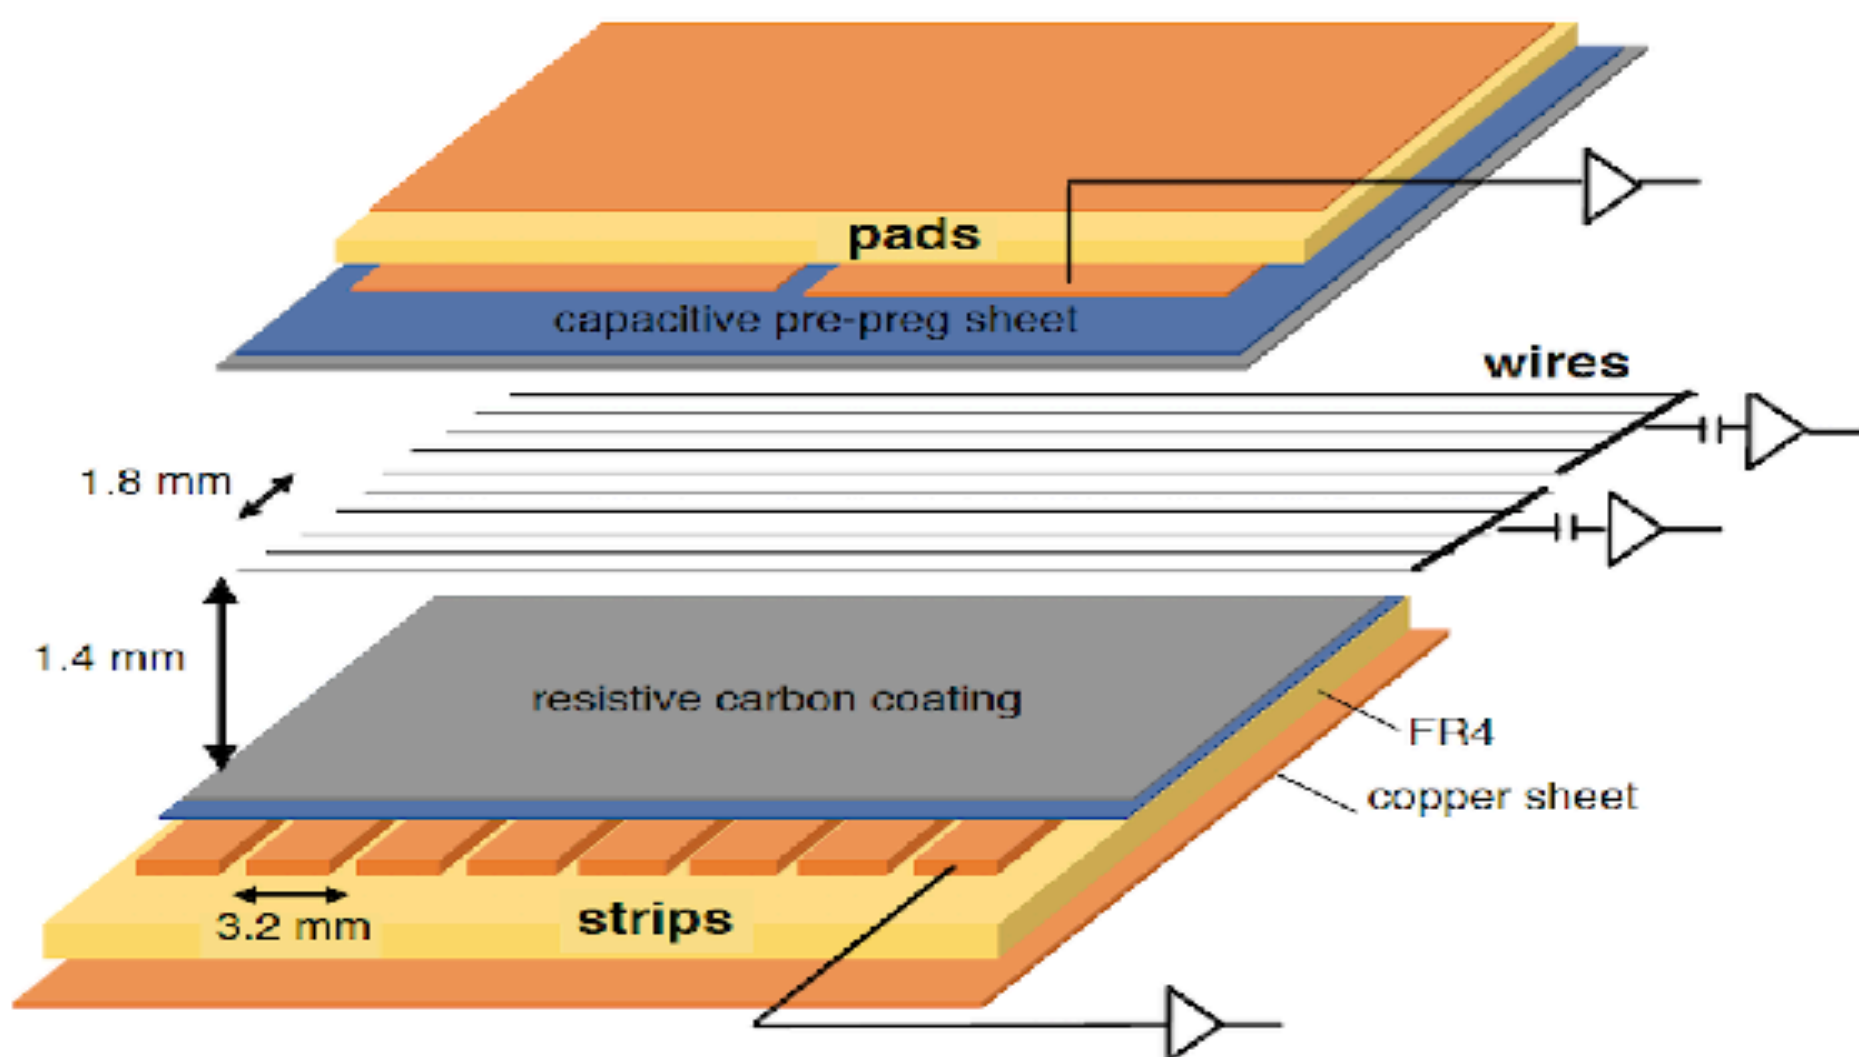 pads
capacitive pre-preg sheet
wires
1.8 mm
1.4 mm
resistive carbon coating
FR4
copper sheet
3.2 mm
strips